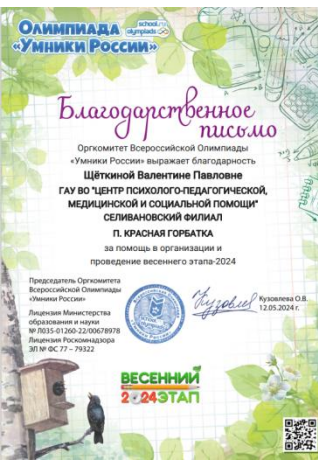 Олимпиада
«Умники России»
school
olympiads
Благодарственное
письмо
Оргкомитет Всероссийской Олимпиады
«Умники России» выражает благодарность
Щёткиной Валентине Павловне
ГАУ ВО "ЦЕНТР ПСИХОЛОГО-ПЕДАГОГИЧЕСКОЙ,
МЕДИЦИНСКОЙ И СОЦИАЛЬНОЙ ПОМОЩИ"
СЕЛИВАНОВСКИЙ ФИЛИАЛ
П. КРАСНАЯ ГОРБАТКА
за помощь в организации и
проведение весеннего этапа-2024
Председатель Оргкомитета
Всероссийской Олимпиады
«Умники России»
Лицензия Министерства
образования и науки
№ Л035-01260-22/00678978
Лицензия Роскомнадзора
ЭЛ № ФС 77 – 79322
Кузовлева О.В.
12.05.2024 г.
ВЕСЕННИЙ
2024ЭТАП